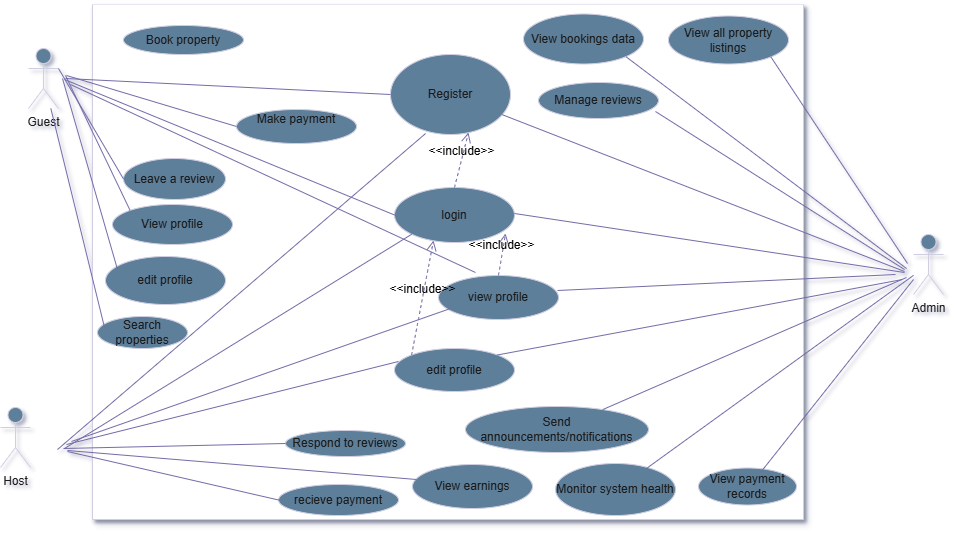 Book property
View bookings data
View all property
listings
Register
Manage reviews
Guest
Make payment
<<include>>
Leave a review
View profile
login
<<include>>
edit profile
<<include>>
view profile
Admin
Search
properties
edit profile
Send
announcements/notifications
Respond to reviews
Host
View earnings
Monitor system health
View payment
records
recieve payment